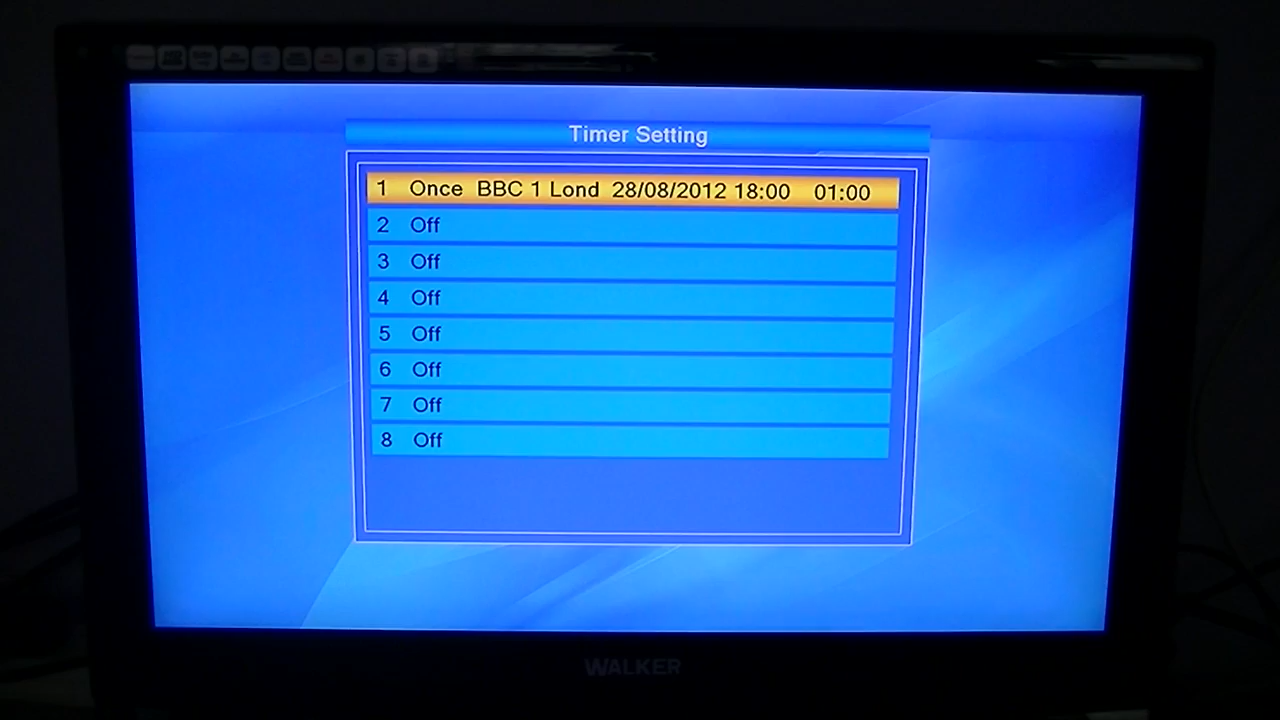 Timer Setting
1 Once BBC 1 Lond 28/08/2012 18:00 01:00
2 Off
3 Off
4 Off
5 Off
6 Off
7 Off
8 Off
WALKER